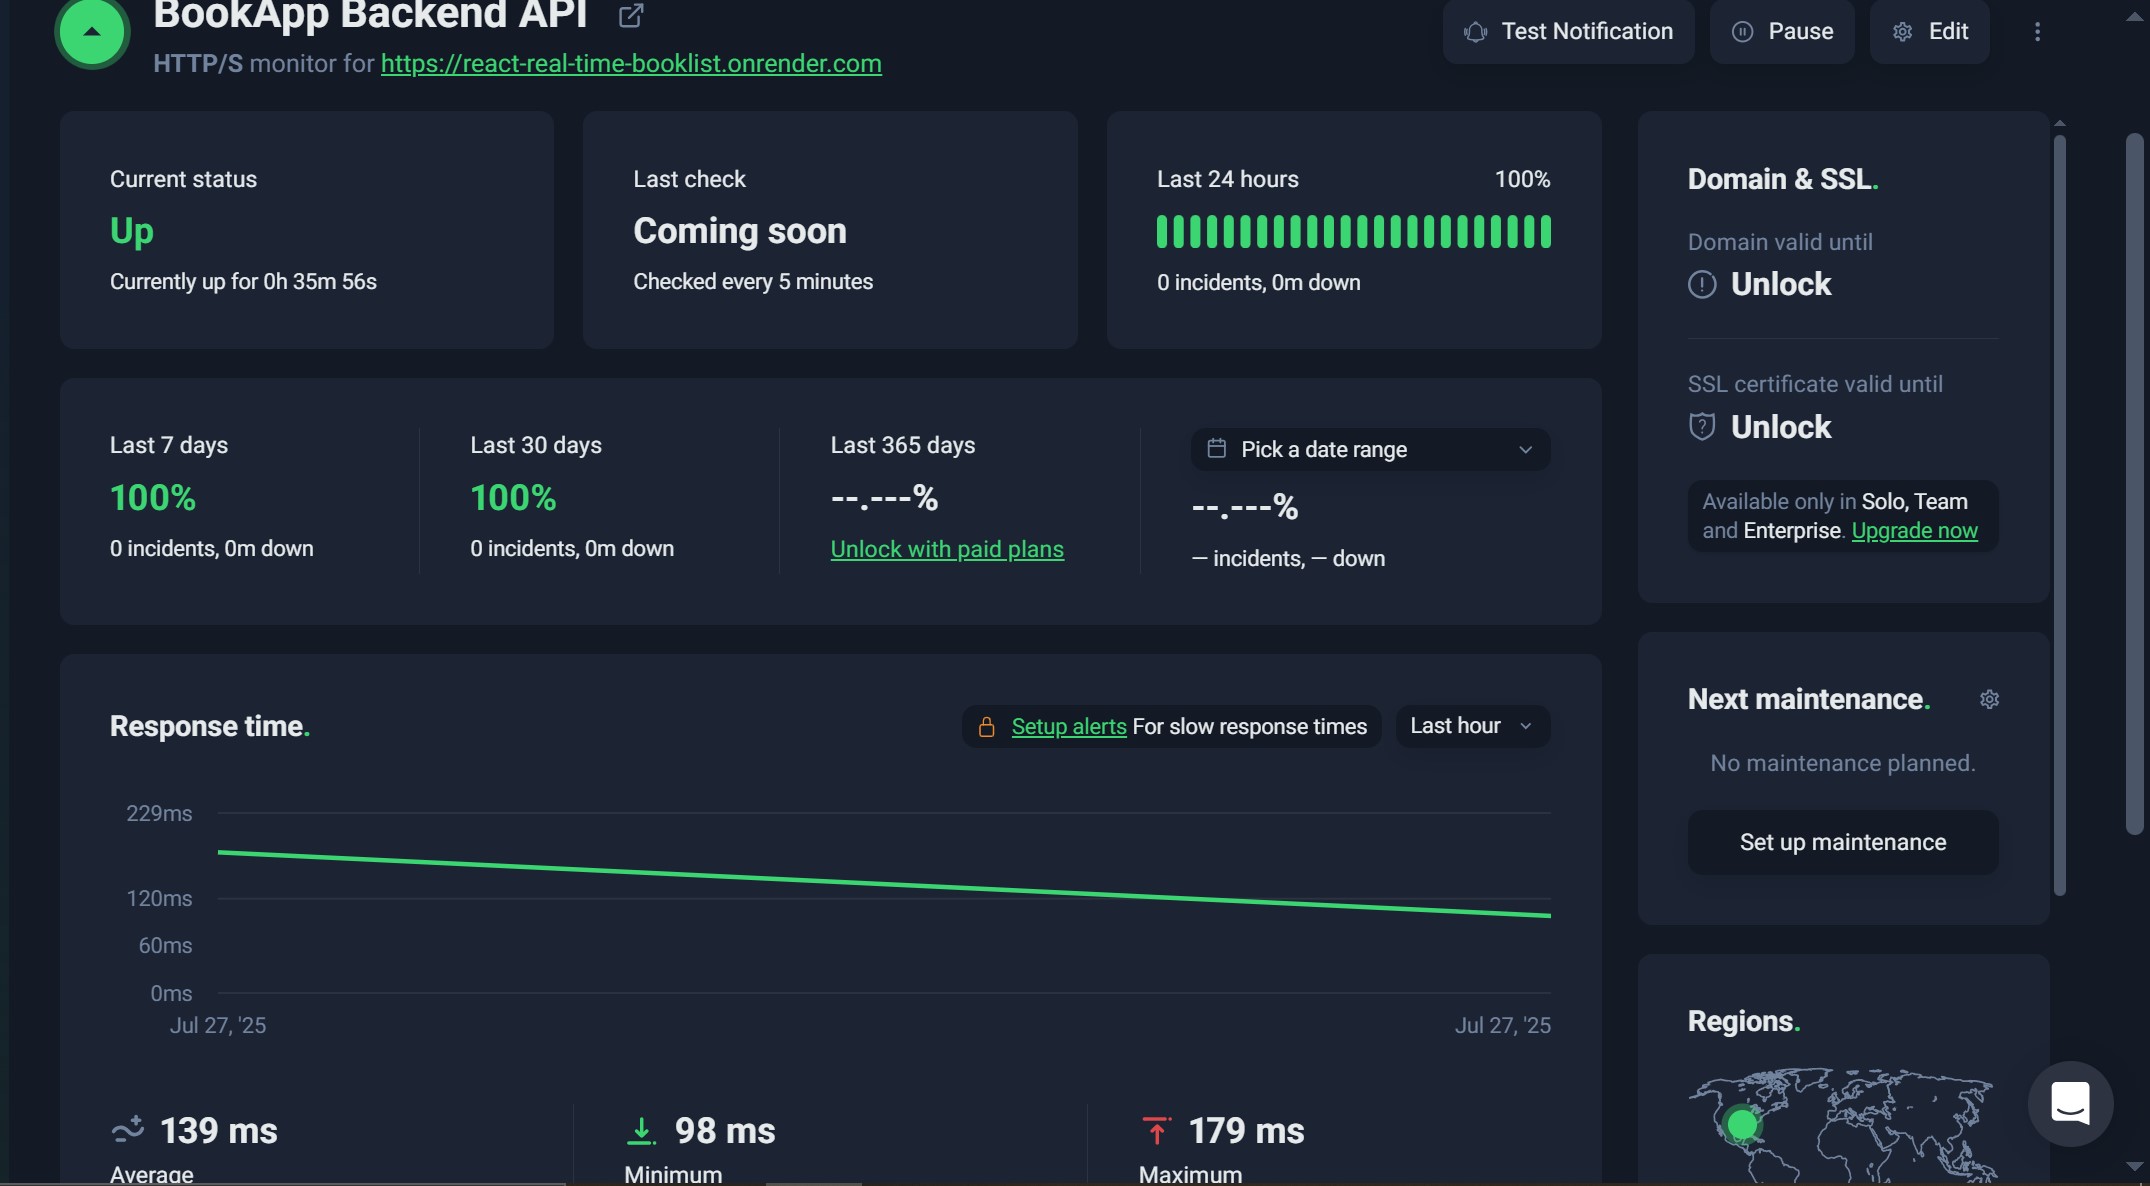 BookApp Backend API
HTTP/S monitor for https://react-real-time-booklist.onrender.com
Test Notification
Pause
Edit
Current status
Up
Currently up for 0h 35m 56s
Last check
Coming soon
Checked every 5 minutes
Last 24 hours
100%
0 incidents, 0m down
Last 7 days
100%
0 incidents, 0m down
Last 30 days
100%
0 incidents, 0m down
Last 365 days
--.---%
Unlock with paid plans
Pick a date range
--.---%
— incidents, — down
Response time.
Setup alerts For slow response times
Last hour
229ms
120ms
60ms
0ms
Jul 27, '25
Jul 27, '25
139 ms
Average
98 ms
Minimum
179 ms
Maximum
Domain & SSL.
Domain valid until
Unlock
SSL certificate valid until
Unlock
Available only in Solo, Team
and Enterprise. Upgrade now
Next maintenance.
No maintenance planned.
Set up maintenance
Regions.